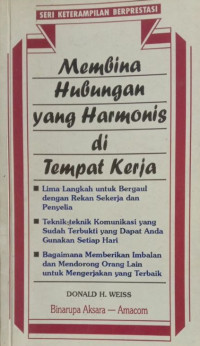 SERI KETERAMPILAN BERPRESTASI
Membina
Hubungan
yang Harmonis
di
Tempat Kerja
■ Lima Langkah untuk Bergaul
dengan Rekan Sekerja dan
Penyelia
■ Teknik-teknik Komunikasi yang
Sudah Terbukti yang Dapat Anda
Gunakan Setiap Hari
■ Bagaimana Memberikan Imbalan
dan Mendorong Orang Lain
untuk Mengerjakan yang Terbaik
DONALD H. WEISS
Binarupa Aksara — Amacom